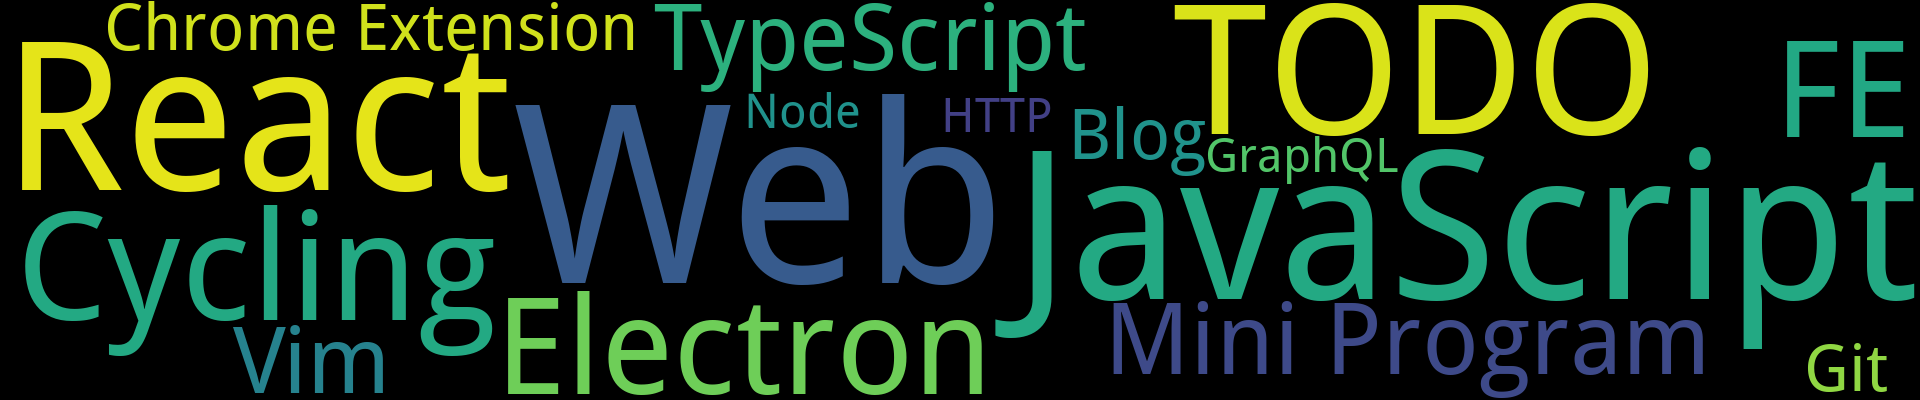 Chrome Extension
TypeScript
TODO
React
FE
Web
Node
HTTP
Blog
GraphQL
JavaScript
Cycling
Electron
Mini Program
Vim
Git